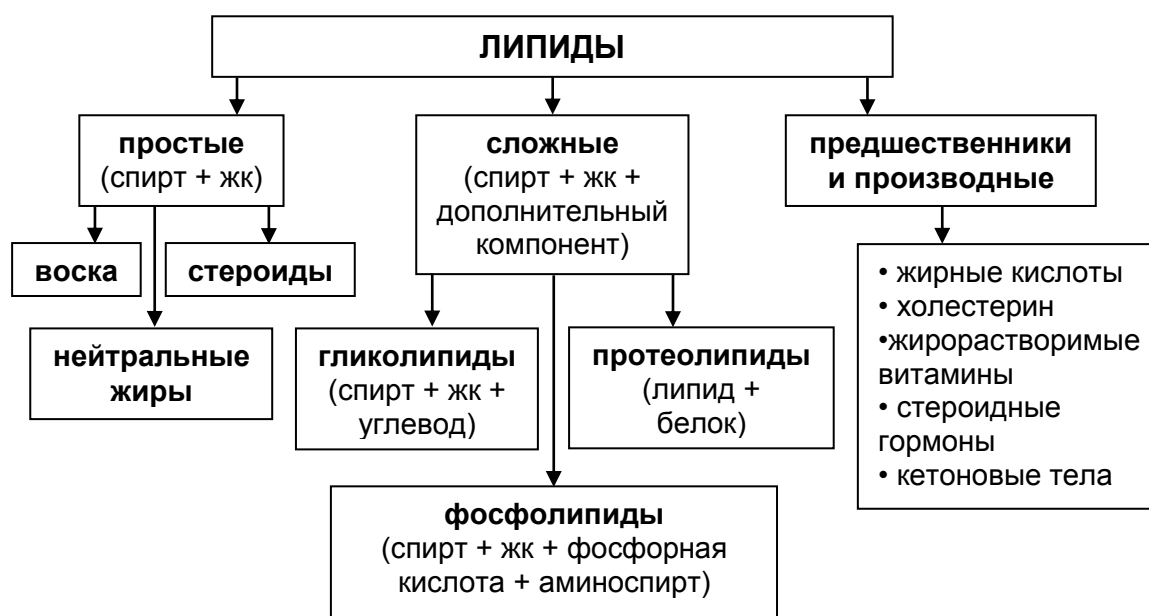 ЛИПИДЫ
простые
(спирт + жк)
сложные
(спирт + жк +
дополнительный
компонент)
предшественники
и производные
воска
стероиды
нейтральные
жиры
гликолипиды
(спирт + жк +
углевод)
протеолипиды
(липид +
белок)
• жирные кислоты
• холестерин
•жирорастворимые
витамины
• стероидные
гормоны
• кетоновые тела
фосфолипиды
(спирт + жк + фосфорная
кислота + аминоспирт)